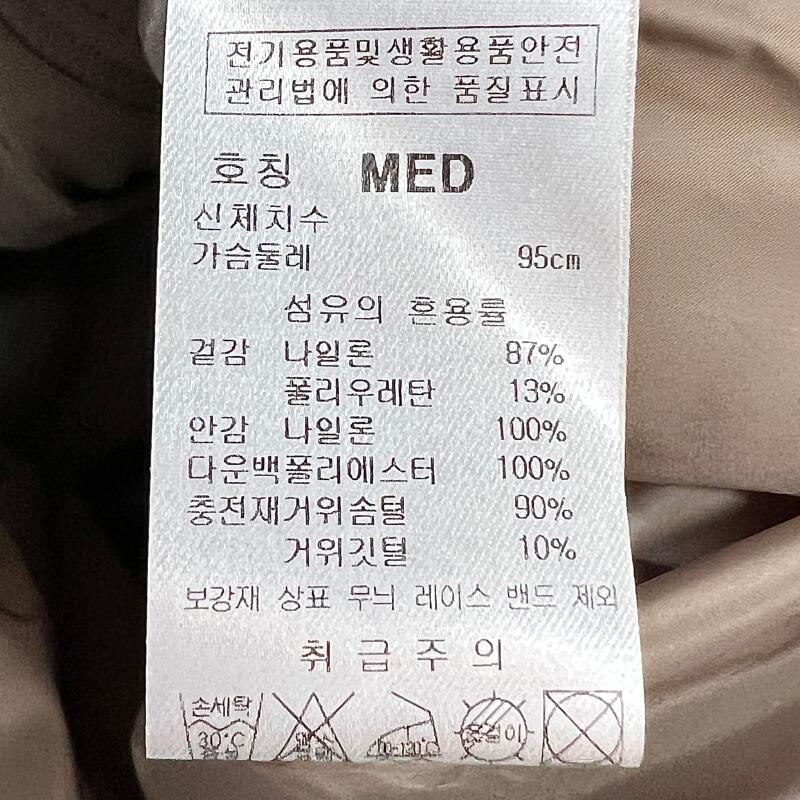 전기용품및생활용품안전
관리법에 의한 품질표시
호칭 MED
신체치수
가슴둘레 95cm
섬유의 혼용률
겉감 나일론 87%
폴리우레탄 13%
안감 나일론 100%
다운백폴리에스터 100%
충전재거위솜털 90%
거위깃털 10%
보강재 상표 무늬 레이스 밴드 제외
취급주의
손세탁
30°C 옷걸이